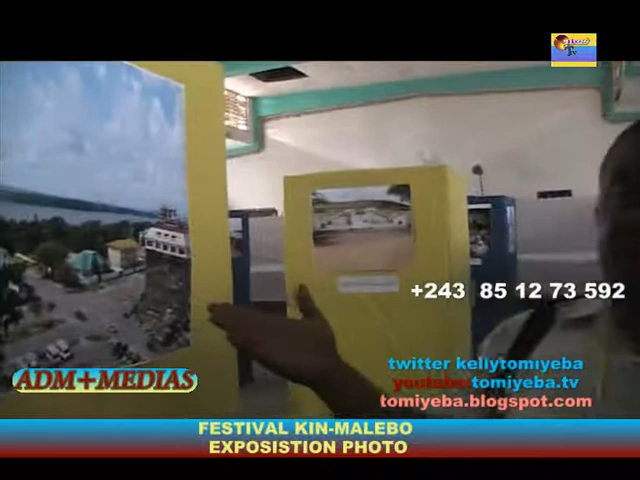 +243 85 12 73 592
twitter kellytomiyeba
youtube:tomiyeba.tv
tomiyeba.blogspot.com
ADM+MEDIAS
FESTIVAL KIN-MALEBO
EXPOSISTION PHOTO